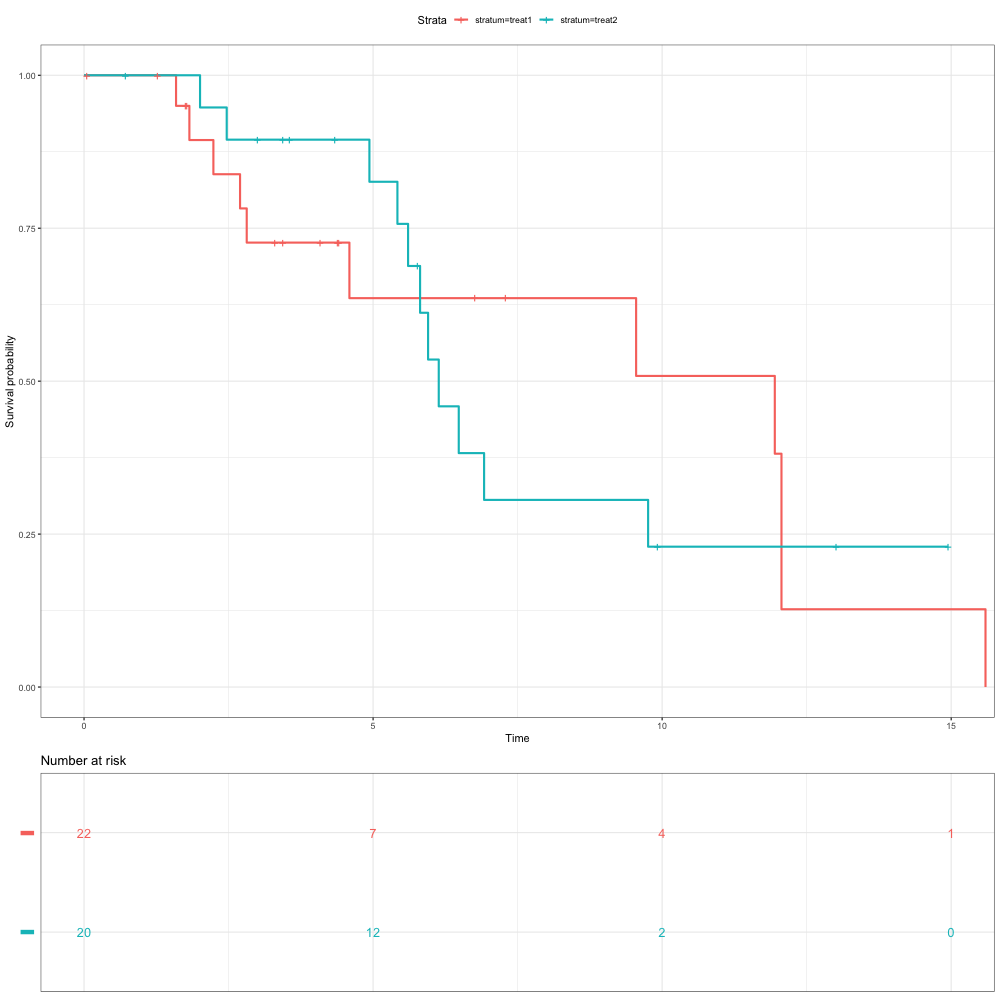 Strata stratum=treat1 stratum=treat2
1.00
0.75
0.50
0.25
0.00
Survival probability
0 5 10 15
Time
Number at risk
22 7 4 1
20 12 2 0